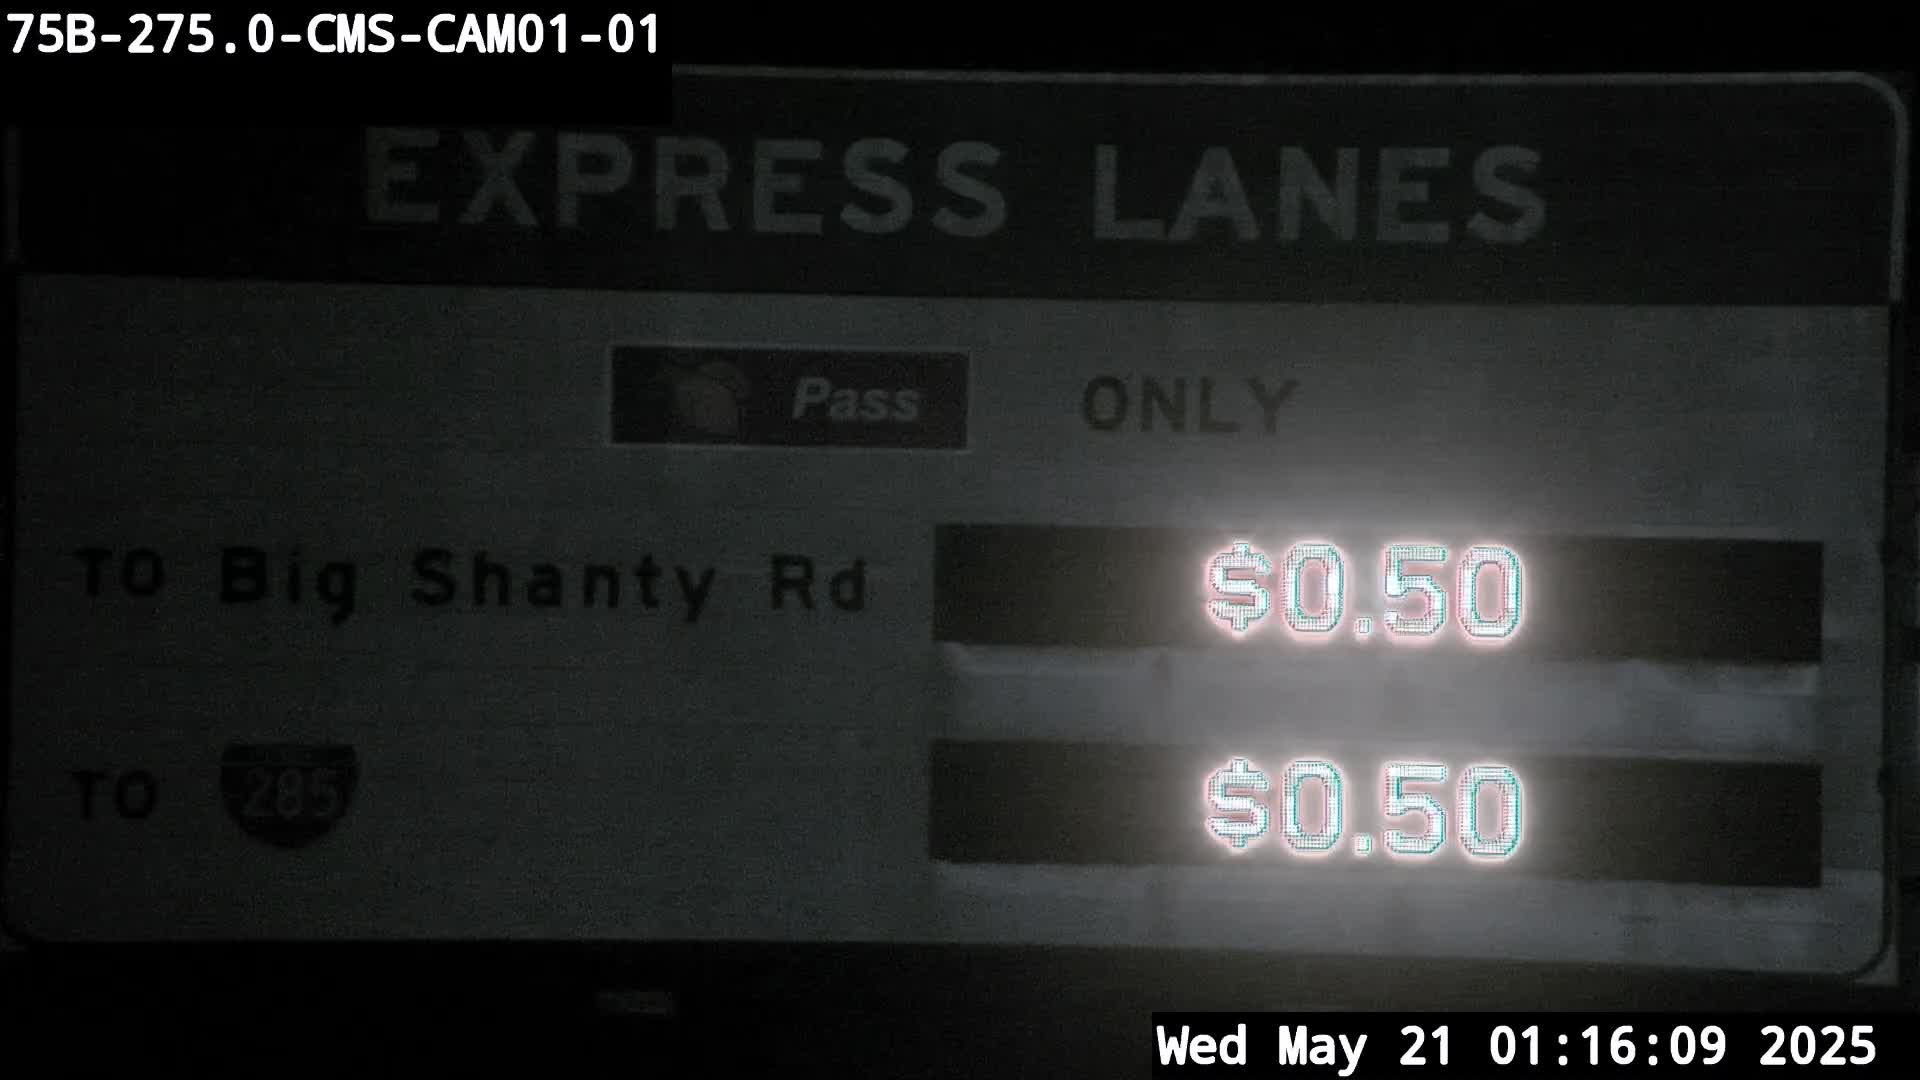 75B-275.0-CMS-CAM01-01
EXPRESS LANES
Pass ONLY
TO Big Shanty Rd $0.50
TO 285 $0.50
Wed May 21 01:16:09 2025